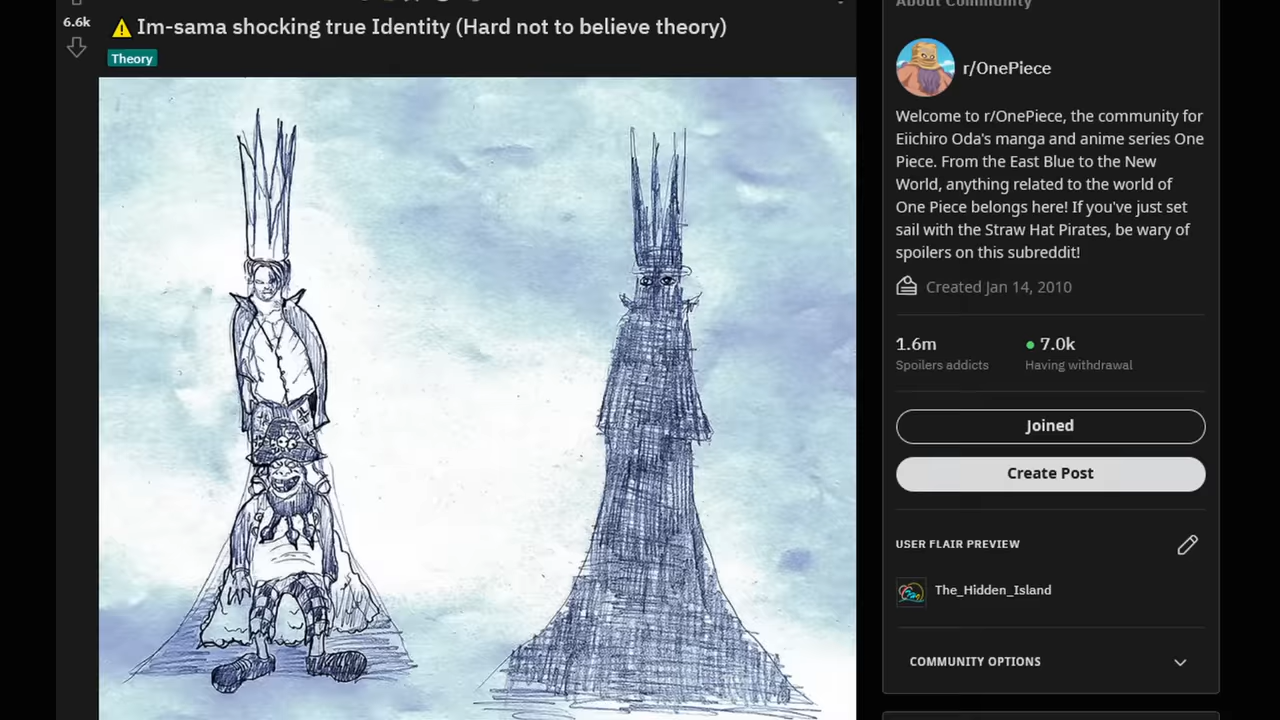 6.6k
⚠ Im-sama shocking true Identity (Hard not to believe theory)
Theory
About Community
r/OnePiece
Welcome to r/OnePiece, the community for
Eiichiro Oda's manga and anime series One
Piece. From the East Blue to the New
World, anything related to the world of
One Piece belongs here! If you've just set
sail with the Straw Hat Pirates, be wary of
spoilers on this subreddit!
Created Jan 14, 2010
1.6m
Spoilers addicts
7.0k
Having withdrawal
Joined
Create Post
USER FLAIR PREVIEW
The_Hidden_Island
COMMUNITY OPTIONS